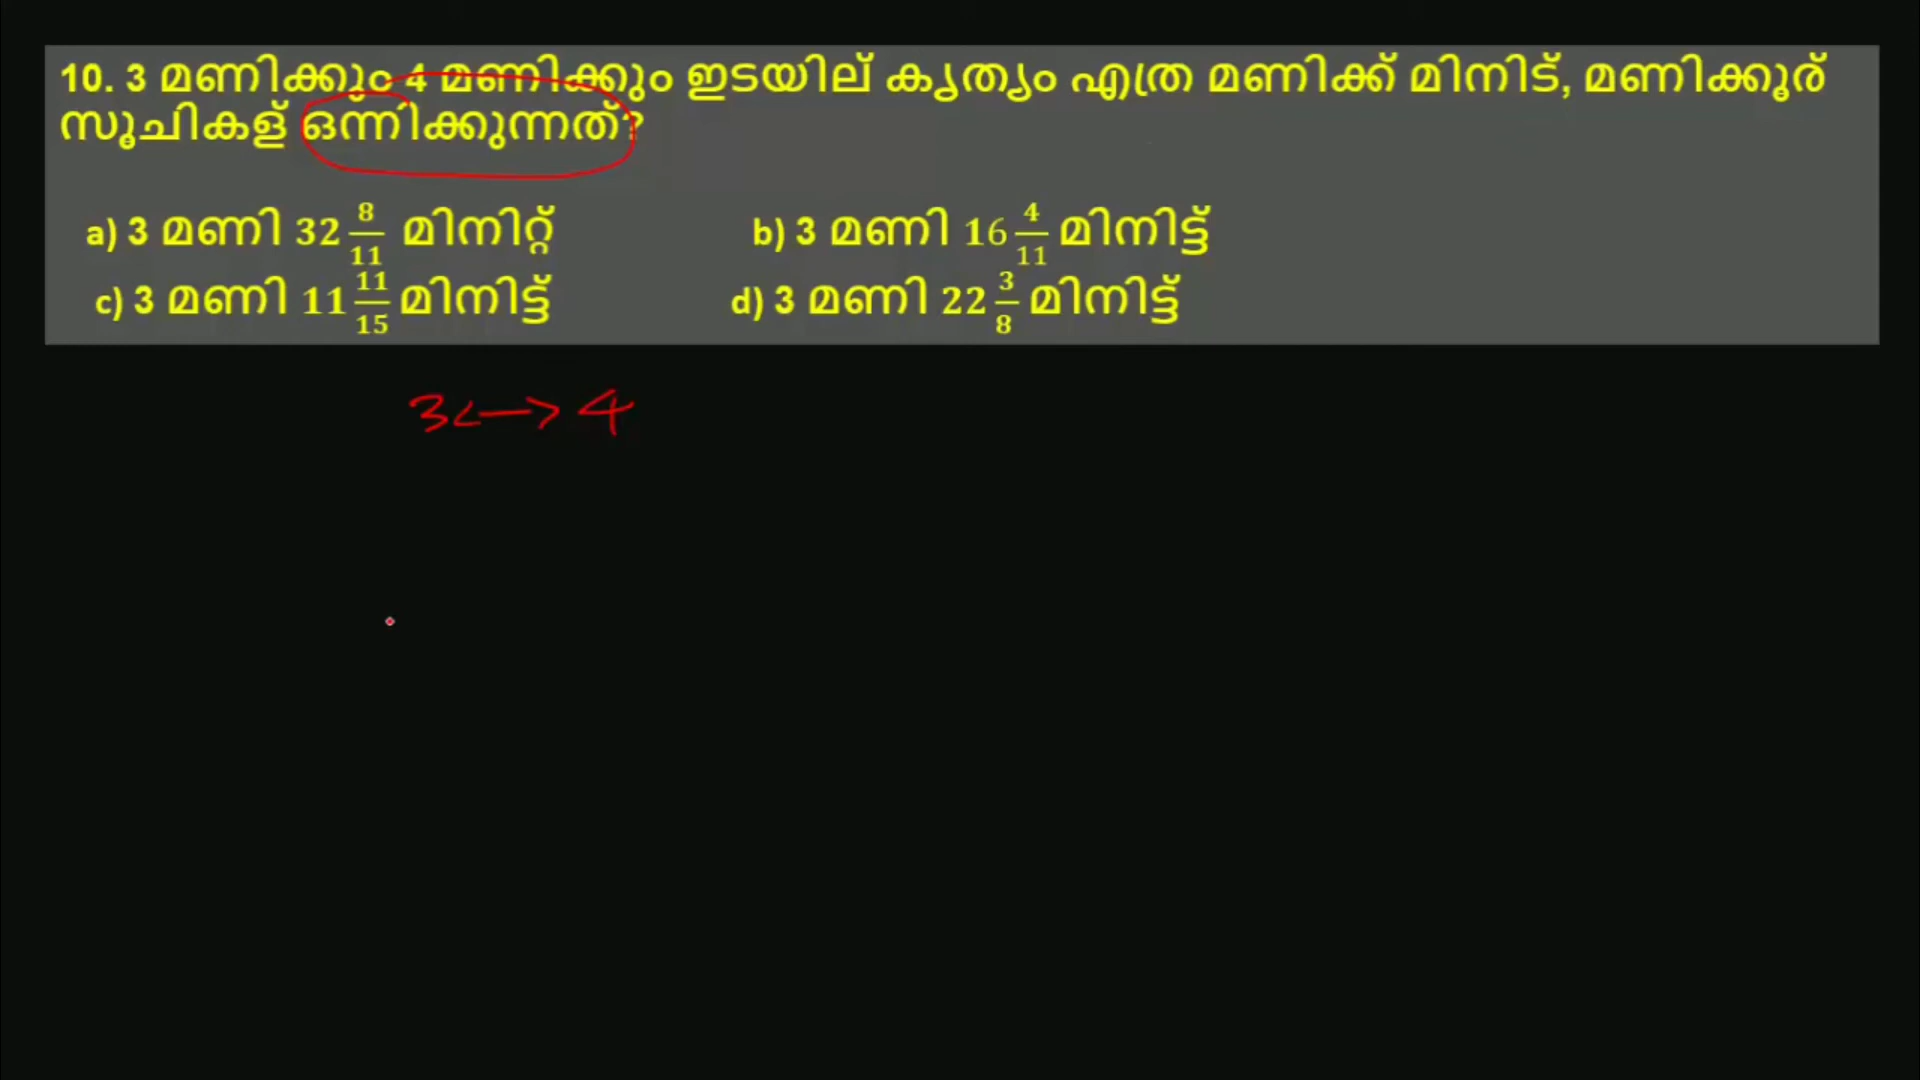 10. 3 മണിക്കും 4 മണിക്കും ഇടയില് കൃത്യം എത്ര മണിക്ക് മിനിട്, മണിക്കൂര്
സൂചികള് ഒന്നിക്കുന്നത്?
a) 3 മണി 32 8/11 മിനിറ്റ് b) 3 മണി 16 4/11 മിനിട്ട്
c) 3 മണി 11 11/15 മിനിട്ട് d) 3 മണി 22 3/8 മിനിട്ട്
3<—> 4